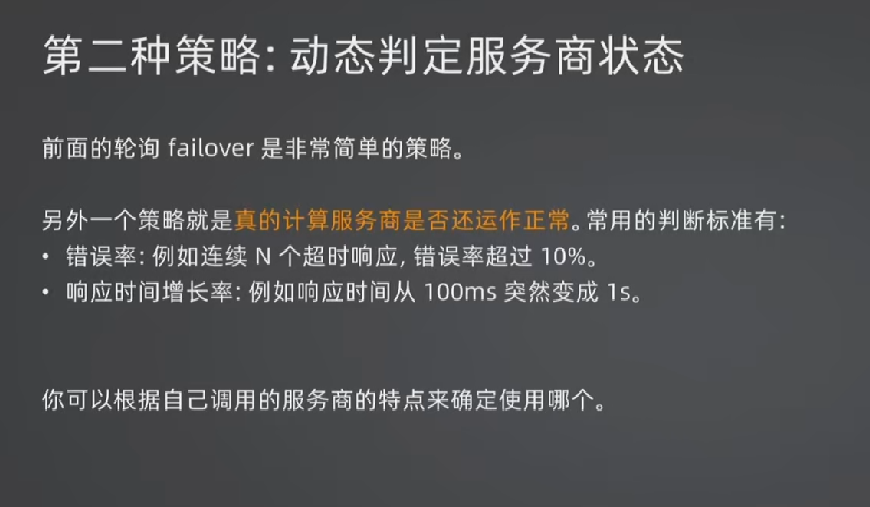 第二种策略: 动态判定服务商状态
前面的轮询 failover 是非常简单的策略。
另外一个策略就是真的计算服务商是否还运作正常。常用的判断标准有:
• 错误率: 例如连续 N 个超时响应, 错误率超过 10%。
• 响应时间增长率: 例如响应时间从 100ms 突然变成 1s。
你可以根据自己调用的服务商的特点来确定使用哪个。